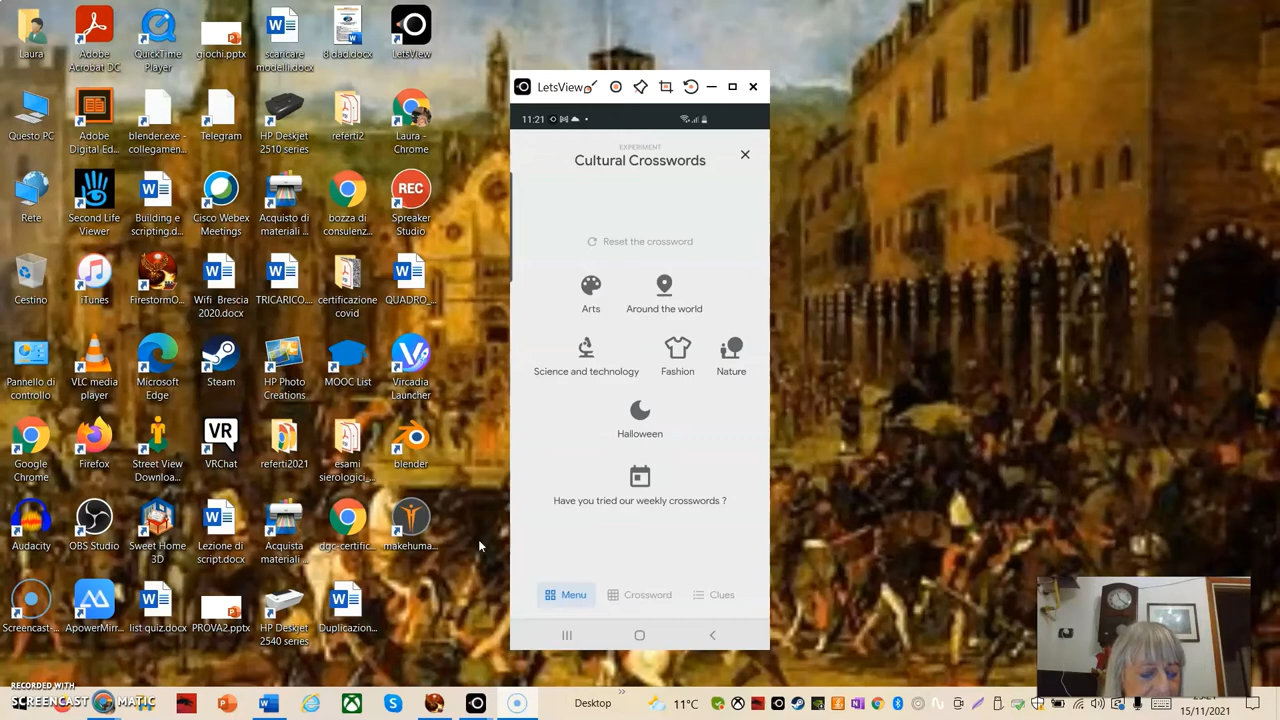 Laura
Adobe
Acrobat DC
QuickTime
Player
giochi.pptx
scaricare
modelli.docx
8 dad.docx
LetsView
Questo PC
Adobe
Digital Ed...
blender.exe -
collegamen...
Telegram
HP Deskjet
2510 series
referti2
Laura -
Chrome
Rete
Second Life
Viewer
Building e
scripting.d...
Cisco Webex
Meetings
Acquisto di
materiali ...
bozza di
consulenz...
REC
Spreaker
Studio
Cestino
iTunes
FirestormO...
Wifi Brescia
2020.docx
TRICARICO....
certificazione
covid
QUADRO_...
Pannello di
controllo
VLC media
player
Microsoft
Edge
Steam
HP Photo
Creations
MOOC List
Vircadia
Launcher
Google
Chrome
Firefox
Street View
Downloa...
VR
VRChat
referti2021
esami
sierologici_...
blender
Audacity
OBS Studio
Sweet Home
3D
Lezione di
script.docx
Acquista
materiali ...
dgc-certific...
makehuma...
Screencast-...
ApowerMirr...
list quiz.docx
PROVA2.pptx
HP Deskjet
2540 series
Duplicazion...
LetsView
11:21
EXPERIMENT
Cultural Crosswords
Reset the crossword
Arts
Around the world
Science and technology
Fashion
Nature
Halloween
Have you tried our weekly crosswords ?
Menu
Crossword
Clues
RECORDED WITH
SCREENCAST MATIC
Desktop
11°C
15/11/2021